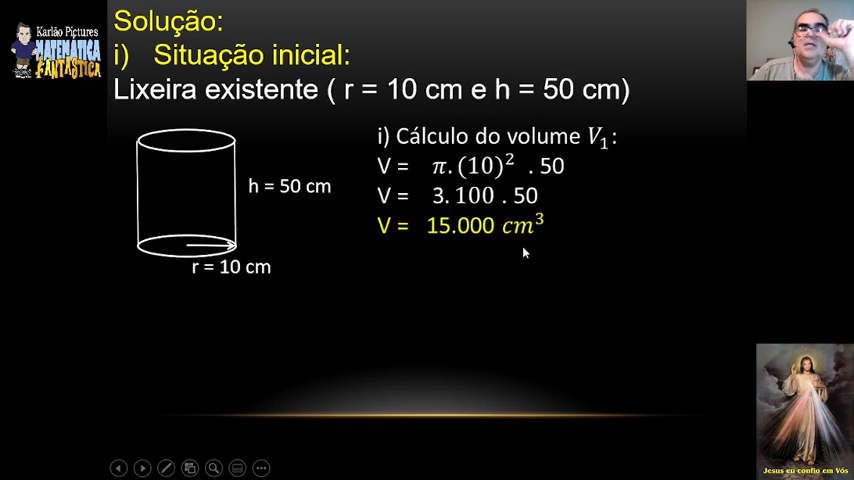 Karlão Pictures
MATEMÁTICA
FANTÁSTICA
Solução:
i) Situação inicial:
Lixeira existente ( r = 10 cm e h = 50 cm)
h = 50 cm
r = 10 cm
i) Cálculo do volume V₁:
V = π. (10)² . 50
V = 3. 100 . 50
V = 15.000 cm³
Jesus eu confio em Vós